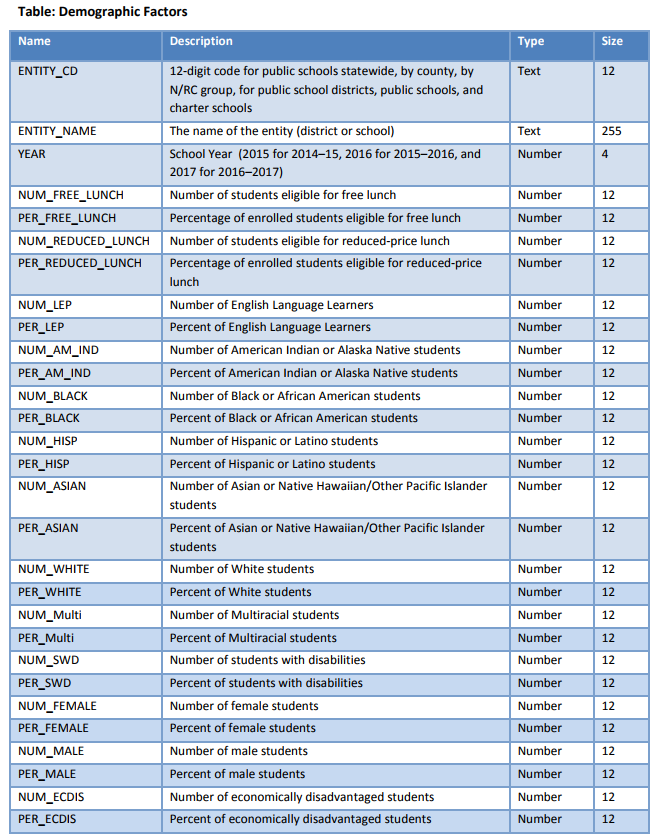 Table: Demographic Factors
Name Description Type Size
ENTITY_CD 12-digit code for public schools statewide, by county, by Text 12
N/RC group, for public school districts, public schools, and
charter schools
ENTITY_NAME The name of the entity (district or school) Text 255
YEAR School Year (2015 for 2014–15, 2016 for 2015–2016, and Number 4
2017 for 2016–2017)
NUM_FREE_LUNCH Number of students eligible for free lunch Number 12
PER_FREE_LUNCH Percentage of enrolled students eligible for free lunch Number 12
NUM_REDUCED_LUNCH Number of students eligible for reduced-price lunch Number 12
PER_REDUCED_LUNCH Percentage of enrolled students eligible for reduced-price Number 12
lunch
NUM_LEP Number of English Language Learners Number 12
PER_LEP Percent of English Language Learners Number 12
NUM_AM_IND Number of American Indian or Alaska Native students Number 12
PER_AM_IND Percent of American Indian or Alaska Native students Number 12
NUM_BLACK Number of Black or African American students Number 12
PER_BLACK Percent of Black or African American students Number 12
NUM_HISP Number of Hispanic or Latino students Number 12
PER_HISP Percent of Hispanic or Latino students Number 12
NUM_ASIAN Number of Asian or Native Hawaiian/Other Pacific Islander Number 12
students
PER_ASIAN Percent of Asian or Native Hawaiian/Other Pacific Islander Number 12
students
NUM_WHITE Number of White students Number 12
PER_WHITE Percent of White students Number 12
NUM_Multi Number of Multiracial students Number 12
PER_Multi Percent of Multiracial students Number 12
NUM_SWD Number of students with disabilities Number 12
PER_SWD Percent of students with disabilities Number 12
NUM_FEMALE Number of female students Number 12
PER_FEMALE Percent of female students Number 12
NUM_MALE Number of male students Number 12
PER_MALE Percent of male students Number 12
NUM_ECDIS Number of economically disadvantaged students Number 12
PER_ECDIS Percent of economically disadvantaged students Number 12